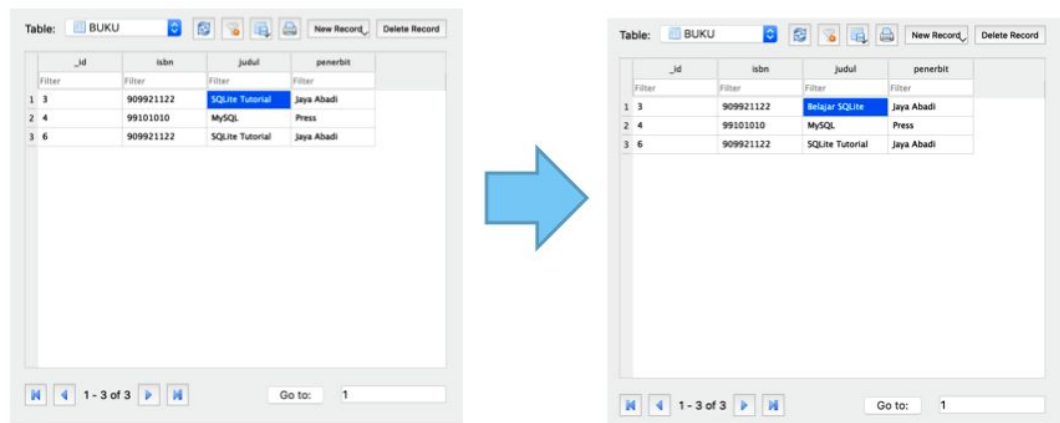 Table: BUKU New Record Delete Record
_id isbn judul penerbit
Filter Filter Filter Filter
1 3 909921122 SQLite Tutorial Jaya Abadi
2 4 99101010 MySQL Press
3 6 909921122 SQLite Tutorial Jaya Abadi
1 - 3 of 3 Go to: 1
Table: BUKU New Record Delete Record
_id isbn judul penerbit
Filter Filter Filter Filter
1 3 909921122 Belajar SQLite Jaya Abadi
2 4 99101010 MySQL Press
3 6 909921122 SQLite Tutorial Jaya Abadi
1 - 3 of 3 Go to: 1